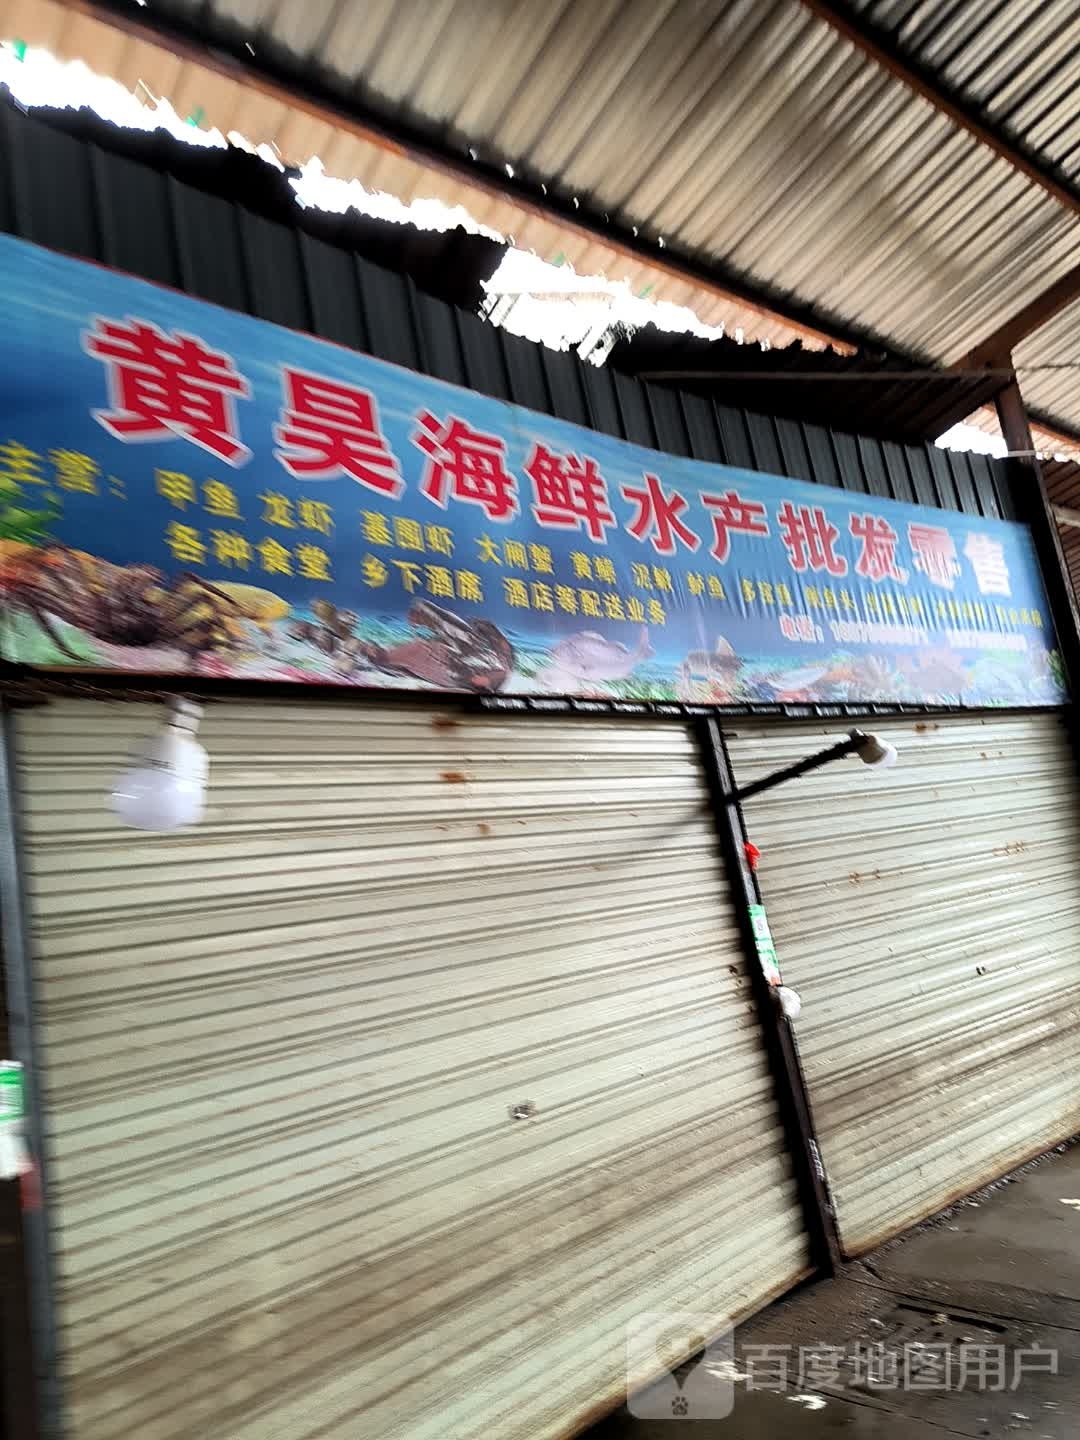 黄昊海鲜水产批发零售
主营：甲鱼 龙虾 基围虾 大闸蟹 黄鳝 泥鳅 鲈鱼
各种食堂 乡下酒席 酒店等配送业务
电话：
百度地图用户